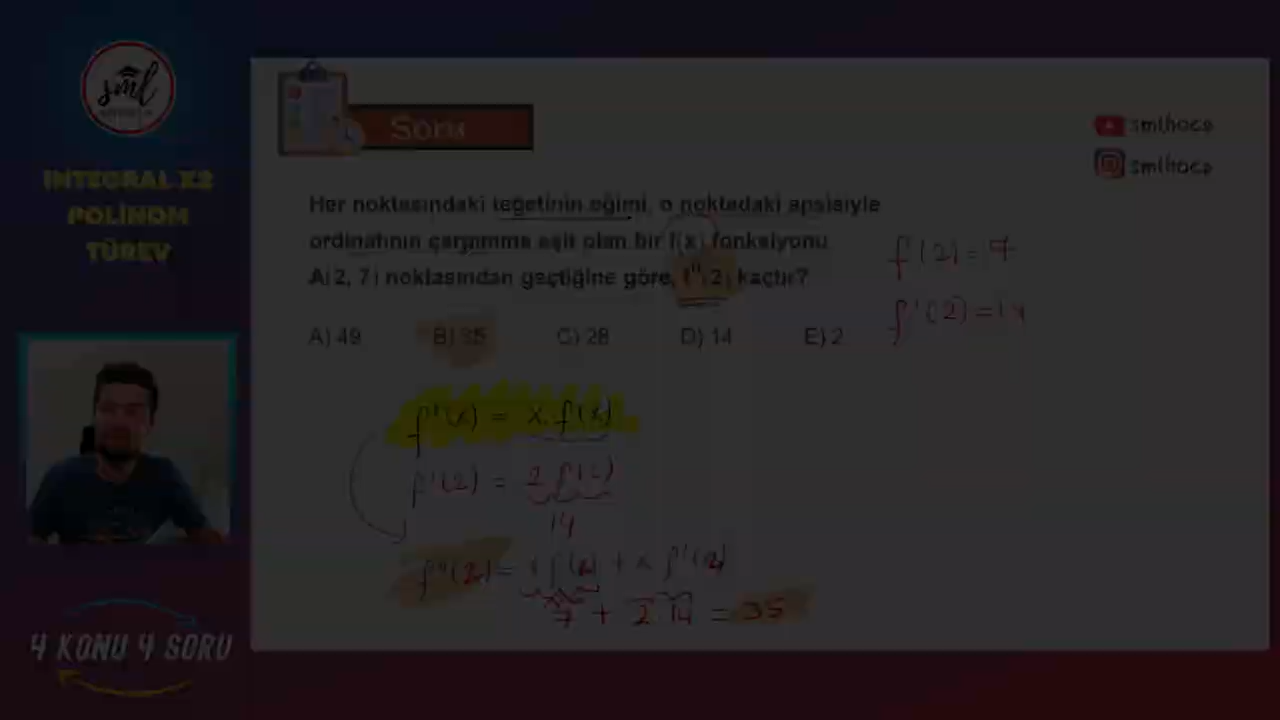 sml
İNTEGRAL X2
POLİNOM
TÜREV
4 KONU 4 SORU
Soru
smlhoca
smlhoca
Her noktasındaki teğetinin eğimi, o noktadaki apsisiyle
ordinatının çarpımına eşit olan bir f(x) fonksiyonu
A(2, 7) noktasından geçtiğine göre, f''(2) kaçtır?
A) 49 B) 35 C) 28 D) 14 E) 2
f(2) = 7
f'(2) = 14
f'(x) = x. f(x)
f'(2) = 2 f(2)
14
f''(2) = 1 f(2) + x f'(2)
7 + 2 14 = 35